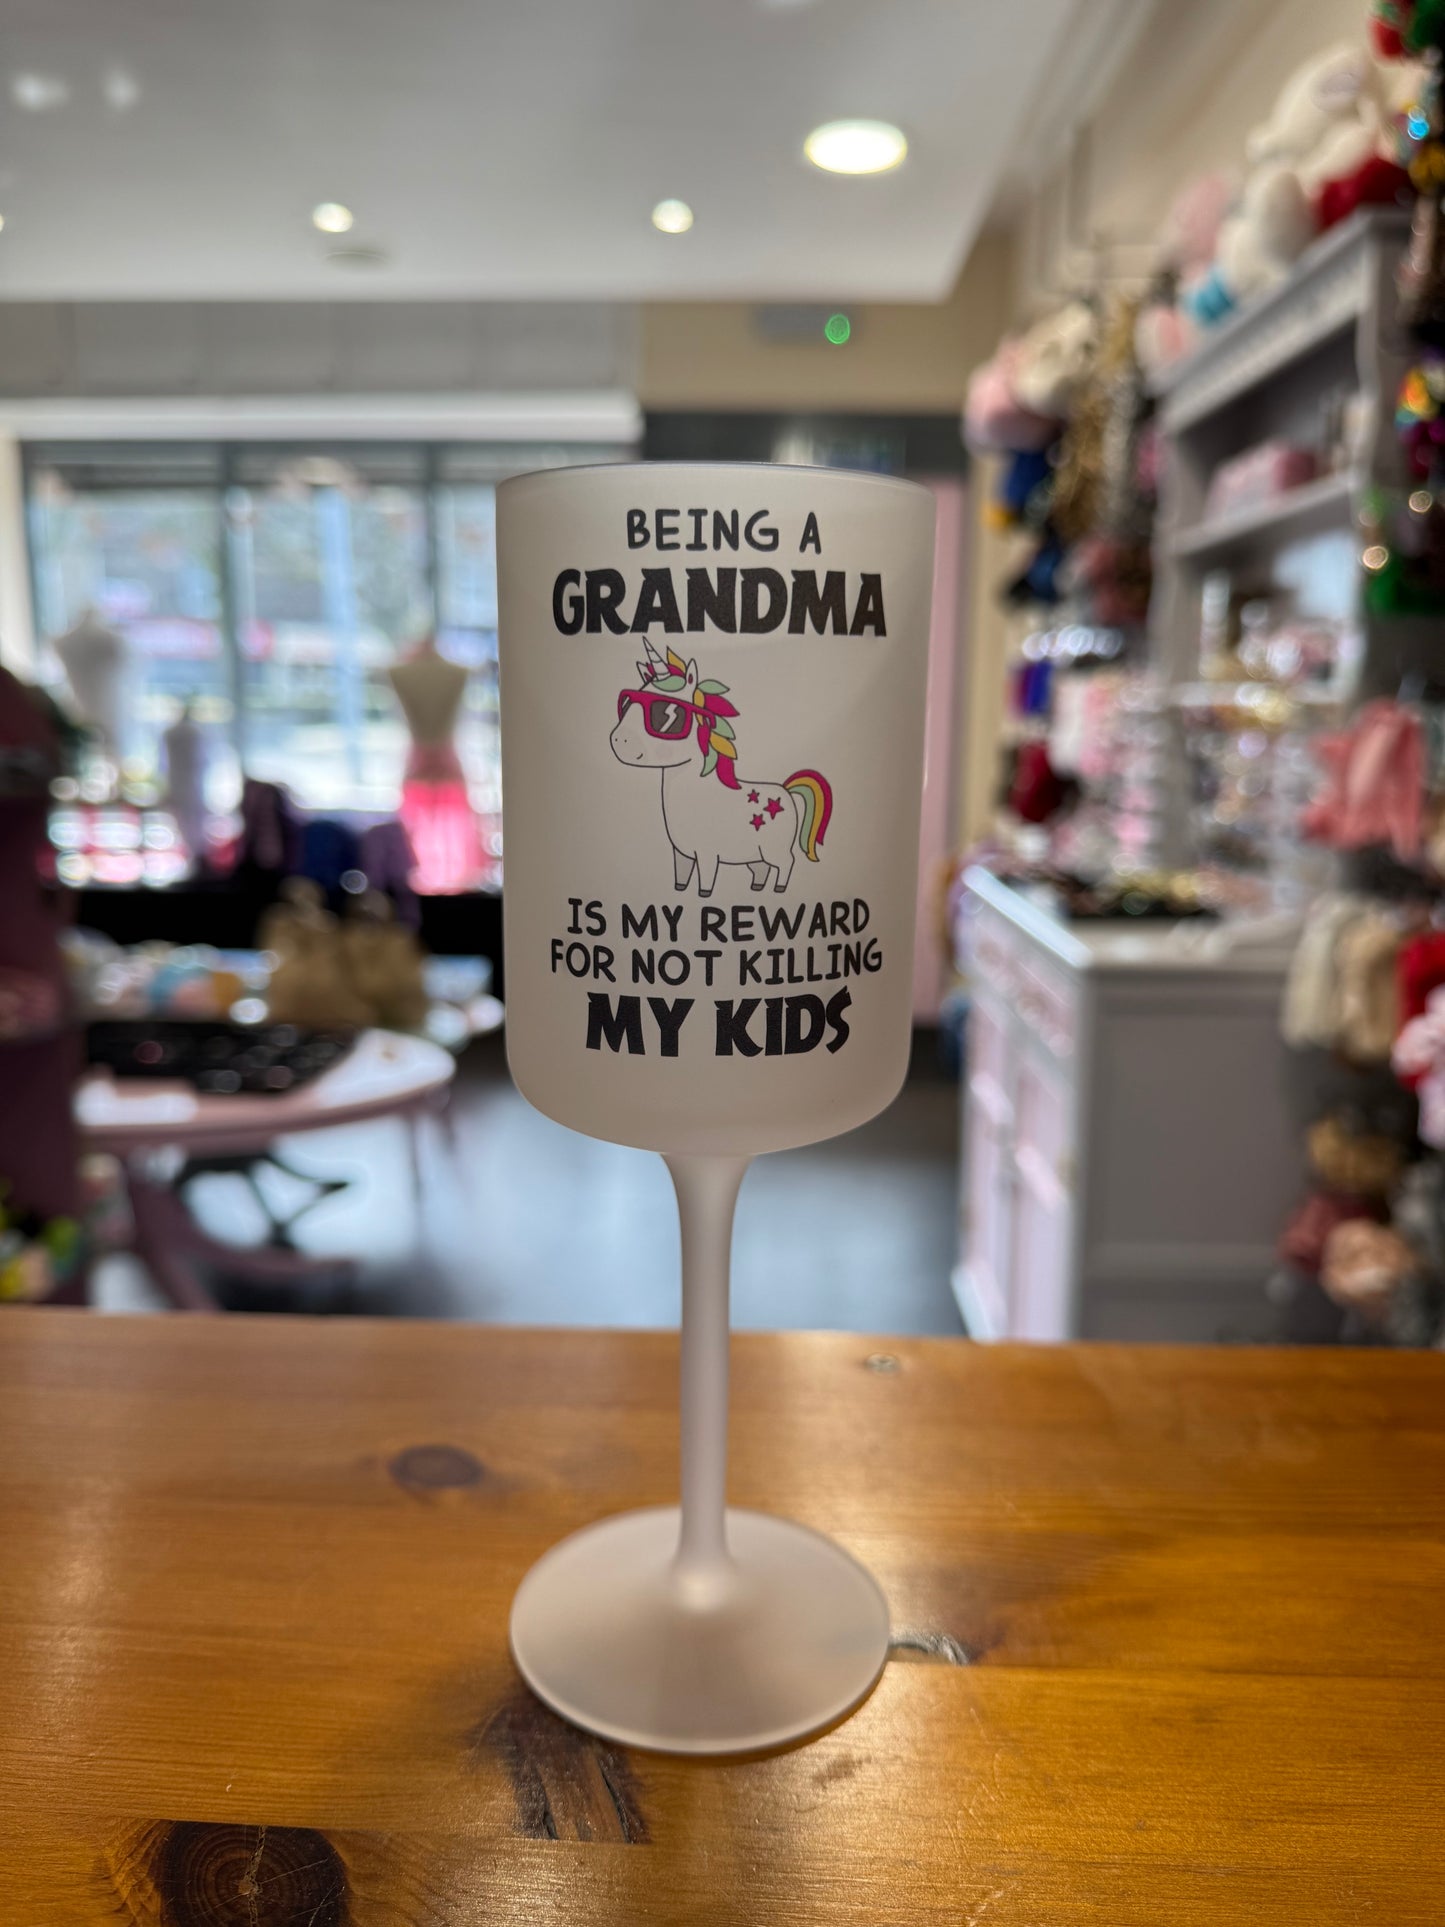 BEING A
GRANDMA
IS MY REWARD
FOR NOT KILLING
MY KIDS